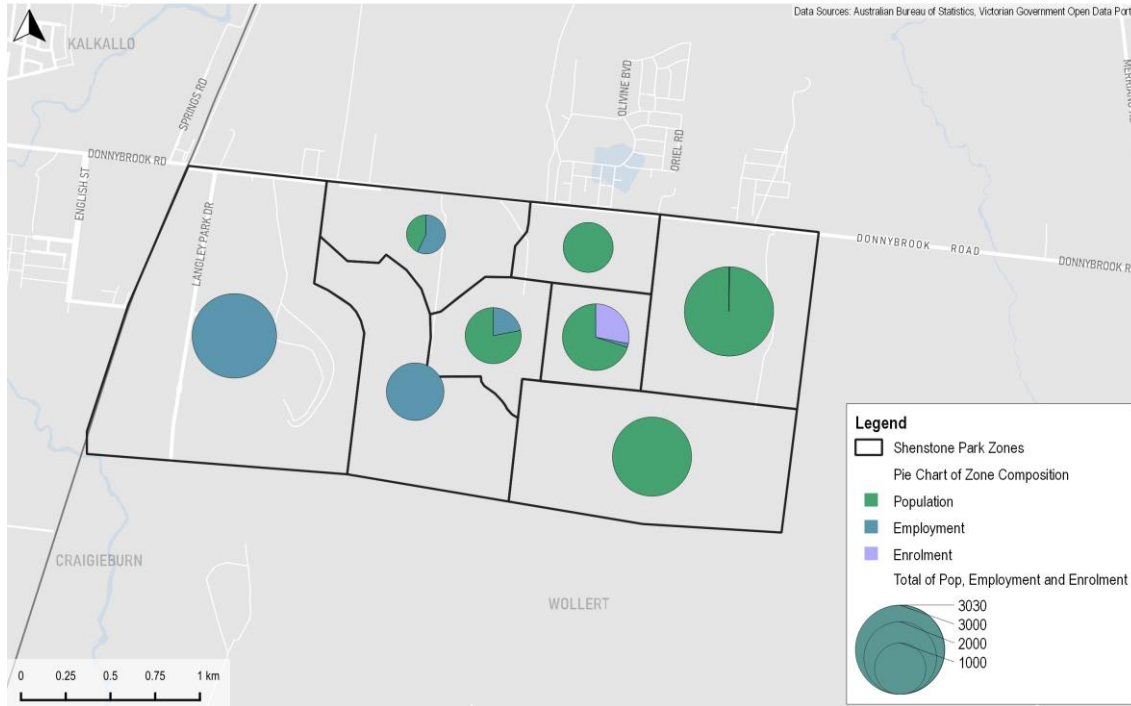 Data Sources: Australian Bureau of Statistics, Victorian Government Open Data Port
KALKALLO
SPRINGS RD
OLIVINE BVD
ORIEL RD
DONNYBROOK RD
ENGLISH ST
LANGLEY PARK DR
DONNYBROOK ROAD
DONNYBROOK R
CRAIGIEBURN
WOLLERT
0 0.25 0.5 0.75 1 km
Legend
Shenstone Park Zones
Pie Chart of Zone Composition
Population
Employment
Enrolment
Total of Pop, Employment and Enrolment
3030
3000
2000
1000